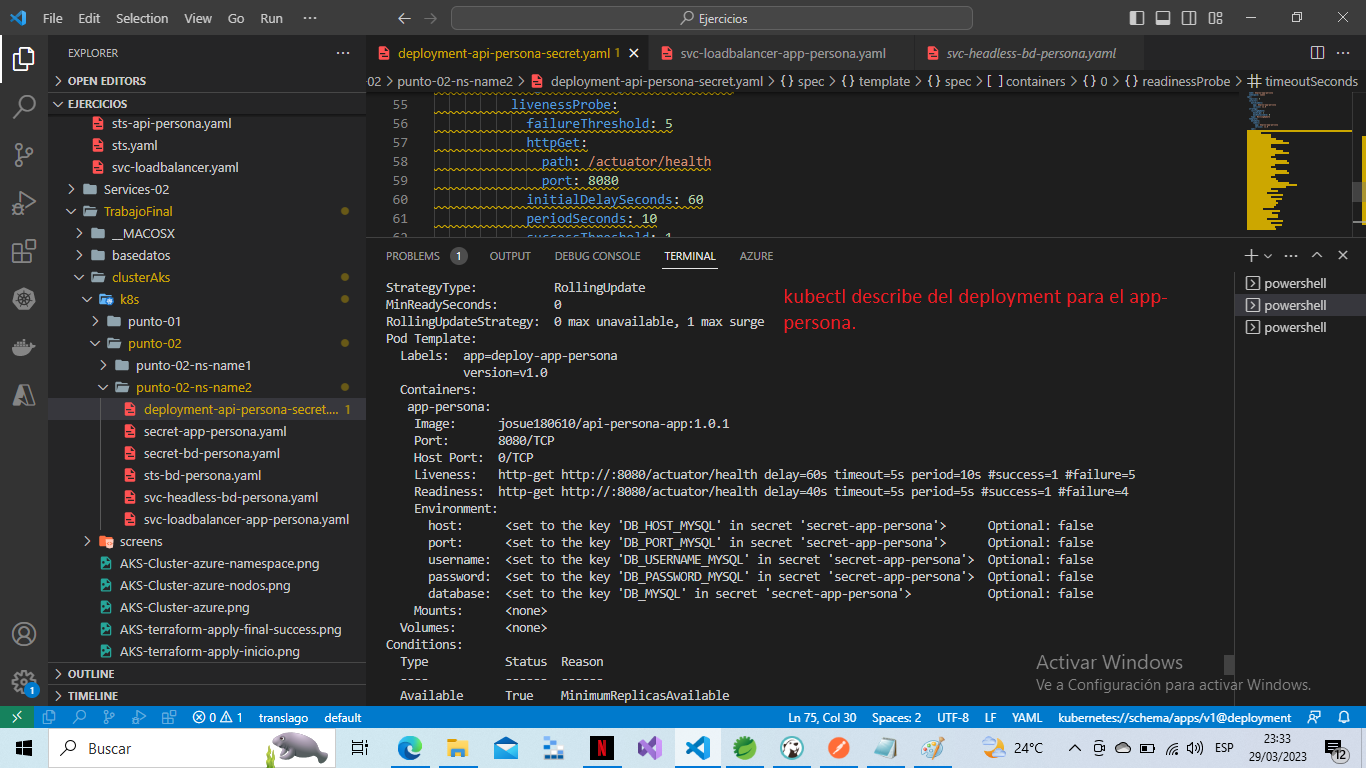 File Edit Selection View Go Run ··· Ejercicios
EXPLORER
OPEN EDITORS
EJERCICIOS
sts-api-persona.yaml
sts.yaml
svc-loadbalancer.yaml
Services-02
TrabajoFinal
__MACOSX
basedatos
clusterAks
k8s
punto-01
punto-02
punto-02-ns-name1
punto-02-ns-name2
deployment-api-persona-secret.... 1
secret-app-persona.yaml
secret-bd-persona.yaml
sts-bd-persona.yaml
svc-headless-bd-persona.yaml
svc-loadbalancer-app-persona.yaml
screens
AKS-Cluster-azure-namespace.png
AKS-Cluster-azure-nodos.png
AKS-Cluster-azure.png
AKS-terraform-apply-final-success.png
AKS-terraform-apply-inicio.png
OUTLINE
TIMELINE
deployment-api-persona-secret.yaml 1 svc-loadbalancer-app-persona.yaml svc-headless-bd-persona.yaml
-02 > punto-02-ns-name2 > deployment-api-persona-secret.yaml > {} spec > {} template > {} spec > [ ] containers > {} 0 > {} readinessProbe > timeoutSeconds
55 livenessProbe:
56 failureThreshold: 5
57 httpGet:
58 path: /actuator/health
59 port: 8080
60 initialDelaySeconds: 60
61 periodSeconds: 10
62 successThreshold: 1
PROBLEMS 1 OUTPUT DEBUG CONSOLE TERMINAL AZURE
StrategyType: RollingUpdate
MinReadySeconds: 0
RollingUpdateStrategy: 0 max unavailable, 1 max surge
Pod Template:
Labels: app=deploy-app-persona
version=v1.0
Containers:
app-persona:
Image: josue180610/api-persona-app:1.0.1
Port: 8080/TCP
Host Port: 0/TCP
Liveness: http-get http://:8080/actuator/health delay=60s timeout=5s period=10s #success=1 #failure=5
Readiness: http-get http://:8080/actuator/health delay=40s timeout=5s period=5s #success=1 #failure=4
Environment:
host: <set to the key 'DB_HOST_MYSQL' in secret 'secret-app-persona'> Optional: false
port: <set to the key 'DB_PORT_MYSQL' in secret 'secret-app-persona'> Optional: false
username: <set to the key 'DB_USERNAME_MYSQL' in secret 'secret-app-persona'> Optional: false
password: <set to the key 'DB_PASSWORD_MYSQL' in secret 'secret-app-persona'> Optional: false
database: <set to the key 'DB_MYSQL' in secret 'secret-app-persona'> Optional: false
Mounts: <none>
Volumes: <none>
Conditions:
Type Status Reason
---- ------ ------
Available True MinimumReplicasAvailable
kubectl describe del deployment para el app-
persona.
powershell
powershell
powershell
Activar Windows
Ve a Configuración para activar Windows.
1
0 1 translago default Ln 75, Col 30 Spaces: 2 UTF-8 LF YAML kubernetes://schema/apps/v1@deployment
Buscar
N
24°C ESP
23:33
29/03/2023
12